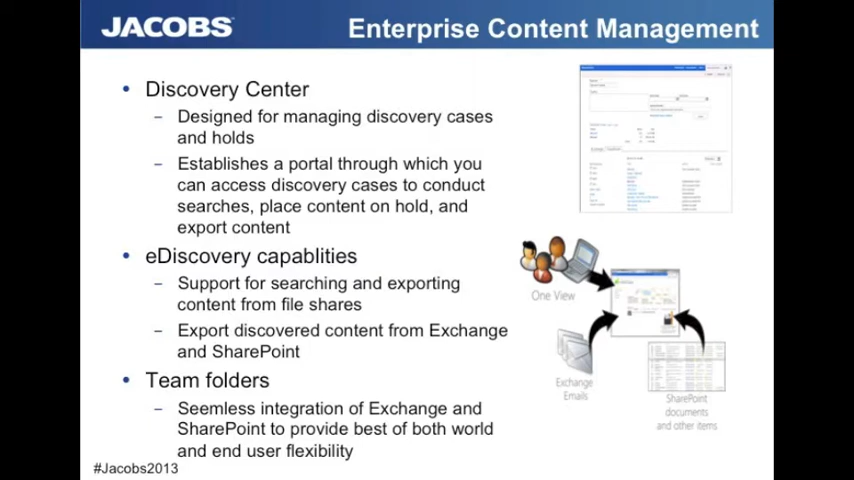 JACOBS
Enterprise Content Management
• Discovery Center
– Designed for managing discovery cases
and holds
– Establishes a portal through which you
can access discovery cases to conduct
searches, place content on hold, and
export content
• eDiscovery capablities
– Support for searching and exporting
content from file shares
– Export discovered content from Exchange
and SharePoint
• Team folders
– Seemless integration of Exchange and
SharePoint to provide best of both world
and end user flexibility
One View
Exchange
Emails
SharePoint
documents
and other items
#Jacobs2013